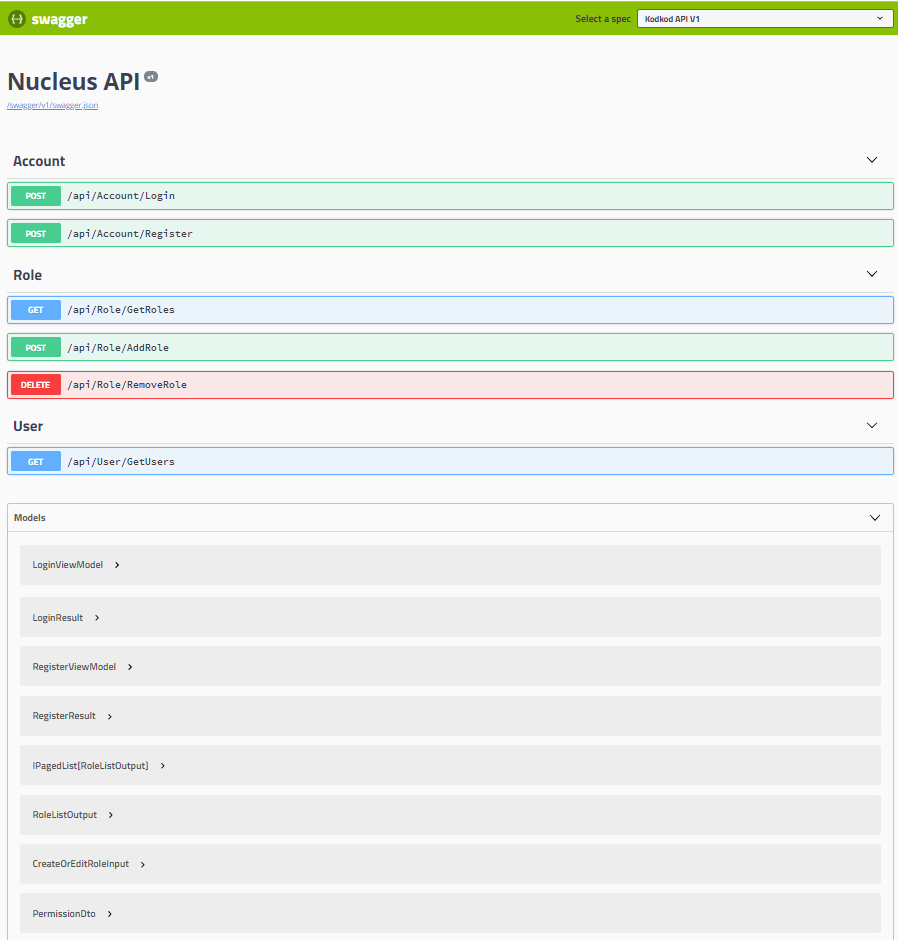 swagger Select a spec Kodkod API V1
Nucleus API v1
/swagger/v1/swagger.json
Account
POST /api/Account/Login
POST /api/Account/Register
Role
GET /api/Role/GetRoles
POST /api/Role/AddRole
DELETE /api/Role/RemoveRole
User
GET /api/User/GetUsers
Models
LoginViewModel
LoginResult
RegisterViewModel
RegisterResult
IPagedList[RoleListOutput]
RoleListOutput
CreateOrEditRoleInput
PermissionDto